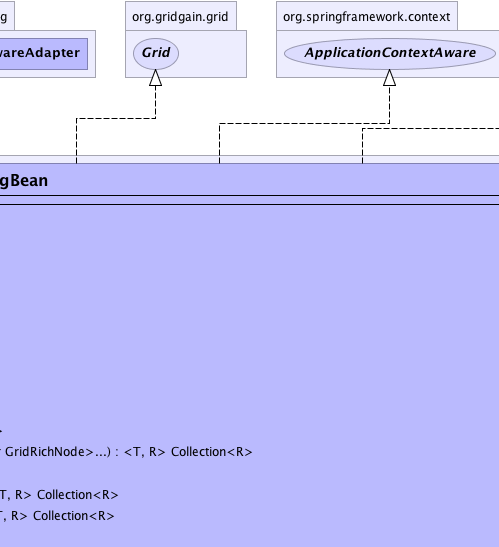 g
org.gridgain.grid
org.springframework.context
wareAdapter
Grid
ApplicationContextAware
gBean
>
r GridRichNode>...) : <T, R> Collection<R>
T, R> Collection<R>
T, R> Collection<R>